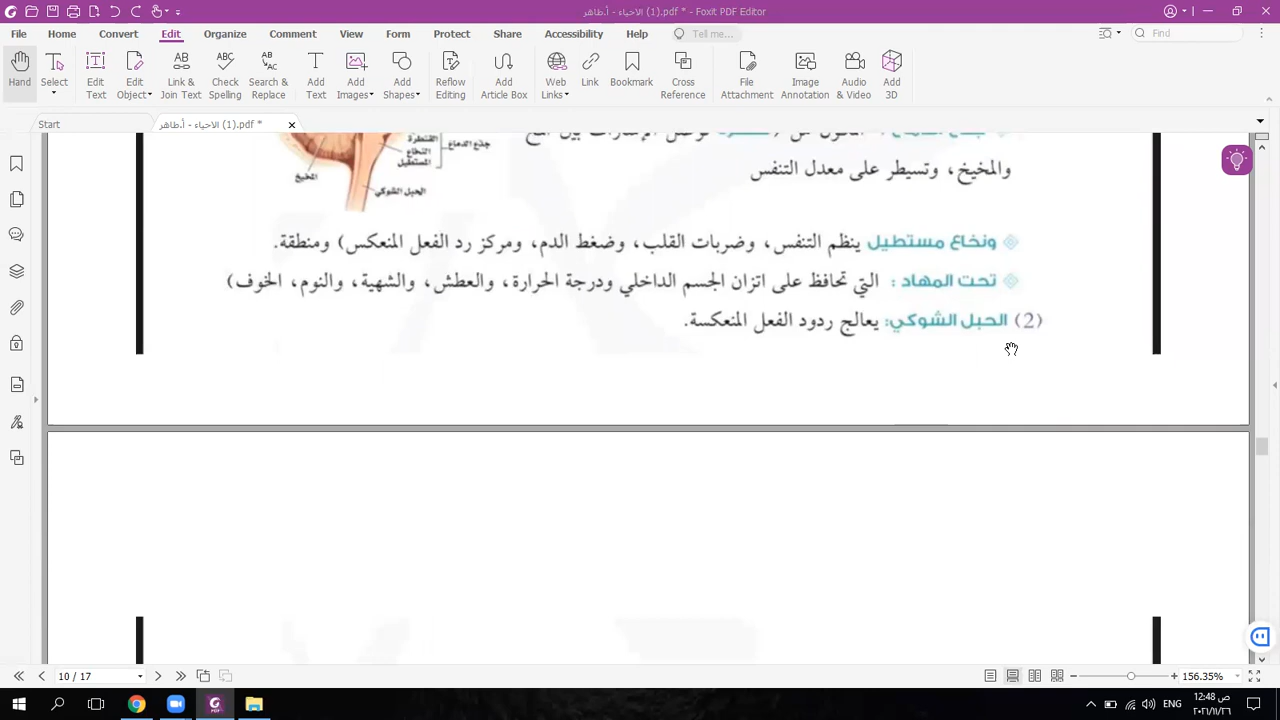 الاحياء - أ.طاهر (1).pdf * - Foxit PDF Editor
File Home Convert Edit Organize Comment View Form Protect Share Accessibility Help Tell me... Find
Hand Select Edit Text Edit Object Link & Join Text Check Spelling Search & Replace Add Text Add Images Add Shapes Reflow Editing Add Article Box Web Links Link Bookmark Cross Reference File Attachment Image Annotation Audio & Video Add 3D
Start الاحياء - أ.طاهر (1).pdf *
القنطرة
النخاع
المستطيل
جذع الدماغ
المخيخ
الحبل الشوكي
والمخيخ، وتسيطر على معدل التنفس
ونخاع مستطيل ينظم التنفس، وضربات القلب، وضغط الدم، ومركز رد الفعل المنعكس) ومنطقة.
تحت المهاد : التي تحافظ على اتزان الجسم الداخلي ودرجة الحرارة، والعطش، والشهية، والنوم، الخوف)
(2) الحبل الشوكي: يعالج ردود الفعل المنعكسة.
10 / 17
156.35%
ENG
12:48 ص